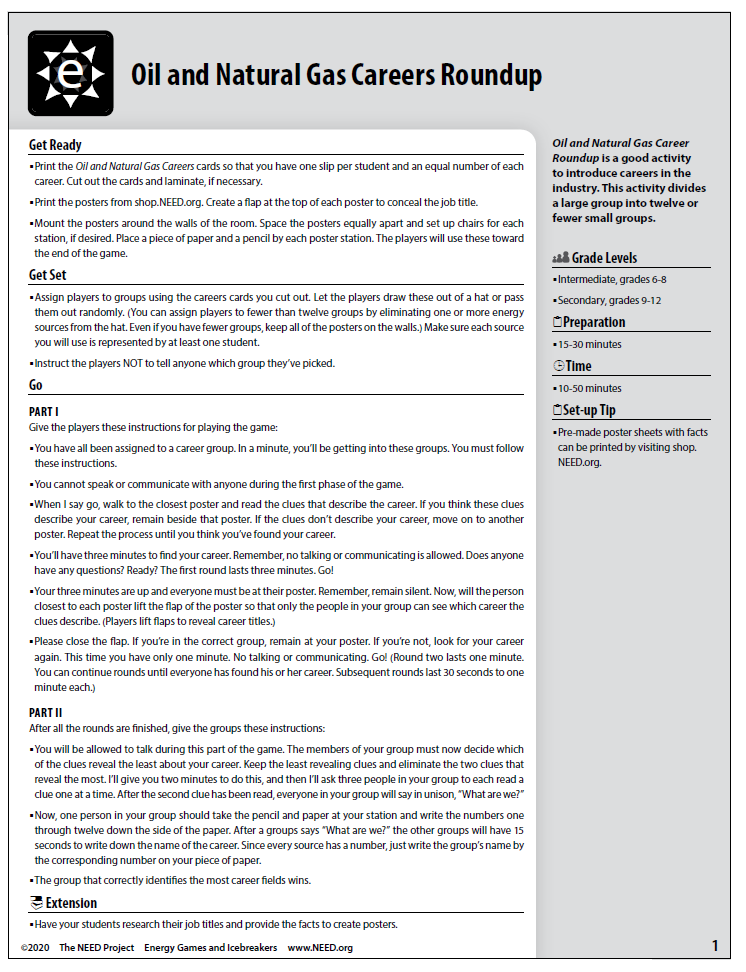 e
Oil and Natural Gas Careers Roundup
Get Ready
▪Print the Oil and Natural Gas Careers cards so that you have one slip per student and an equal number of each
career. Cut out the cards and laminate, if necessary.
▪Print the posters from shop.NEED.org. Create a flap at the top of each poster to conceal the job title.
▪Mount the posters around the walls of the room. Space the posters equally apart and set up chairs for each
station, if desired. Place a piece of paper and a pencil by each poster station. The players will use these toward
the end of the game.
Get Set
▪Assign players to groups using the careers cards you cut out. Let the players draw these out of a hat or pass
them out randomly. (You can assign players to fewer than twelve groups by eliminating one or more energy
sources from the hat. Even if you have fewer groups, keep all of the posters on the walls.) Make sure each source
you will use is represented by at least one student.
▪Instruct the players NOT to tell anyone which group they've picked.
Go
PART I
Give the players these instructions for playing the game:
▪You have all been assigned to a career group. In a minute, you'll be getting into these groups. You must follow
these instructions.
▪You cannot speak or communicate with anyone during the first phase of the game.
▪When I say go, walk to the closest poster and read the clues that describe the career. If you think these clues
describe your career, remain beside that poster. If the clues don't describe your career, move on to another
poster. Repeat the process until you think you've found your career.
▪You'll have three minutes to find your career. Remember, no talking or communicating is allowed. Does anyone
have any questions? Ready? The first round lasts three minutes. Go!
▪Your three minutes are up and everyone must be at their poster. Remember, remain silent. Now, will the person
closest to each poster lift the flap of the poster so that only the people in your group can see which career the
clues describe. (Players lift flaps to reveal career titles.)
▪Please close the flap. If you're in the correct group, remain at your poster. If you're not, look for your career
again. This time you have only one minute. No talking or communicating. Go! (Round two lasts one minute.
You can continue rounds until everyone has found his or her career. Subsequent rounds last 30 seconds to one
minute each.)
PART II
After all the rounds are finished, give the groups these instructions:
▪You will be allowed to talk during this part of the game. The members of your group must now decide which
of the clues reveal the least about your career. Keep the least revealing clues and eliminate the two clues that
reveal the most. I'll give you two minutes to do this, and then I'll ask three people in your group to each read a
clue one at a time. After the second clue has been read, everyone in your group will say in unison, "What are we?"
▪Now, one person in your group should take the pencil and paper at your station and write the numbers one
through twelve down the side of the paper. After a groups says "What are we?" the other groups will have 15
seconds to write down the name of the career. Since every source has a number, just write the group's name by
the corresponding number on your piece of paper.
▪The group that correctly identifies the most career fields wins.
Extension
▪Have your students research their job titles and provide the facts to create posters.
Oil and Natural Gas Career
Roundup is a good activity
to introduce careers in the
industry. This activity divides
a large group into twelve or
fewer small groups.
Grade Levels
▪Intermediate, grades 6-8
▪Secondary, grades 9-12
Preparation
▪15-30 minutes
Time
▪10-50 minutes
Set-up Tip
▪Pre-made poster sheets with facts
can be printed by visiting shop.
NEED.org.
©2020 The NEED Project Energy Games and Icebreakers www.NEED.org
1